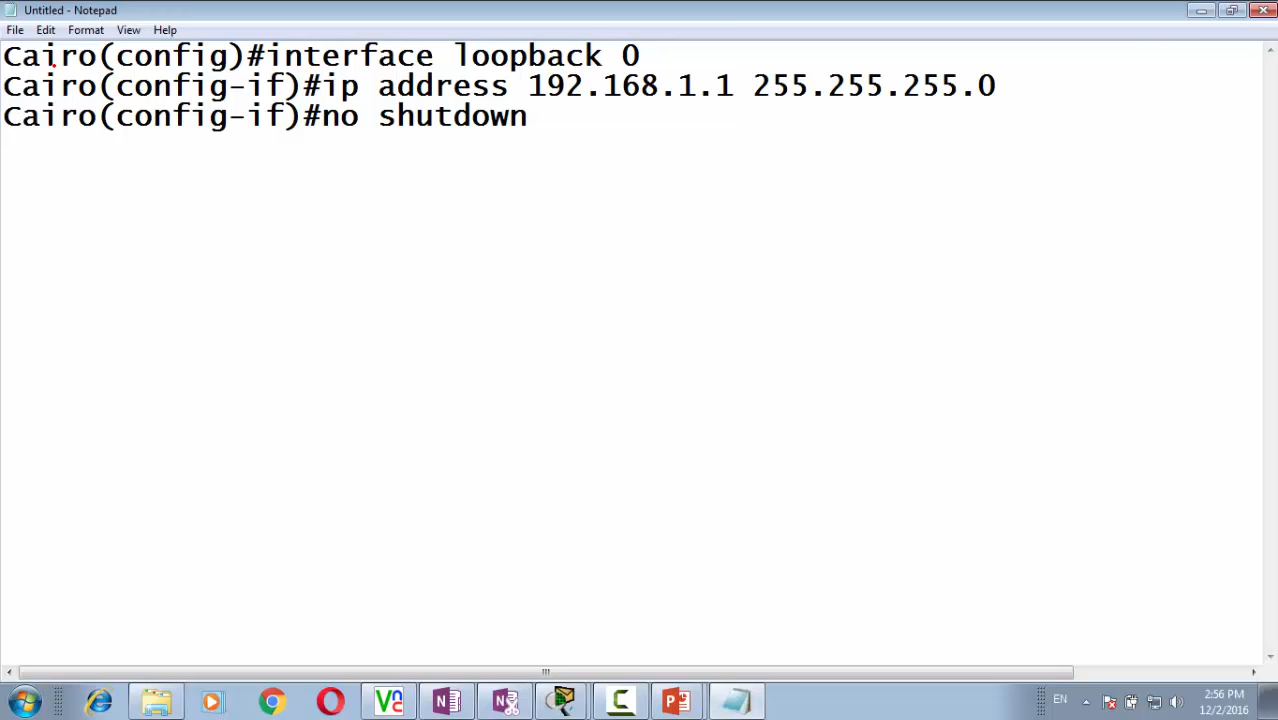 Untitled - Notepad
File Edit Format View Help
Cairo(config)#interface loopback 0
Cairo(config-if)#ip address 192.168.1.1 255.255.255.0
Cairo(config-if)#no shutdown
EN
2:56 PM
12/2/2016